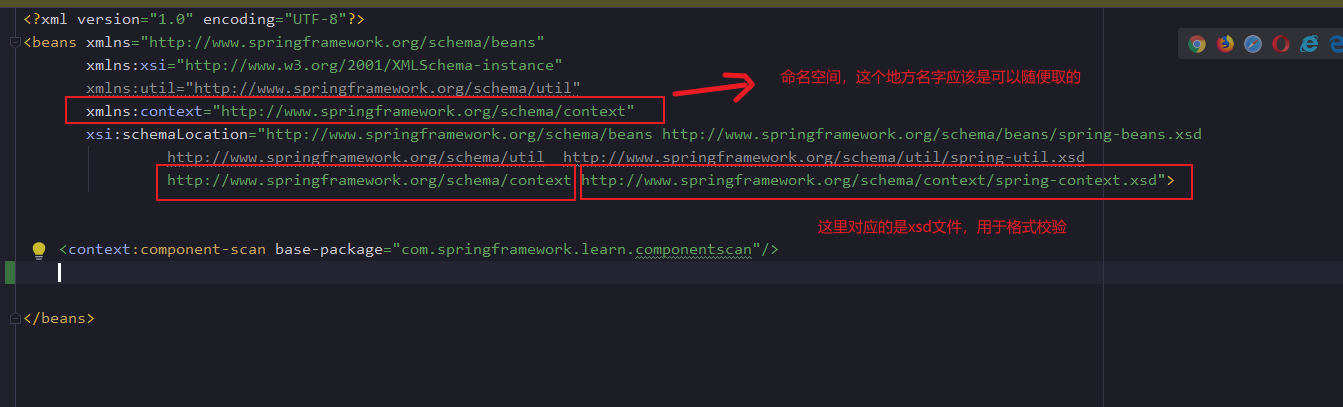 <?xml version="1.0" encoding="UTF-8"?>
<beans xmlns="http://www.springframework.org/schema/beans"
xmlns:xsi="http://www.w3.org/2001/XMLSchema-instance"
命名空间，这个地方名字应该是可以随便取的
xmlns:util="http://www.springframework.org/schema/util"
xmlns:context="http://www.springframework.org/schema/context"
xsi:schemaLocation="http://www.springframework.org/schema/beans http://www.springframework.org/schema/beans/spring-beans.xsd
http://www.springframework.org/schema/util  http://www.springframework.org/schema/util/spring-util.xsd
http://www.springframework.org/schema/context http://www.springframework.org/schema/context/spring-context.xsd">
这里对应的是xsd文件，用于格式校验
<context:component-scan base-package="com.springframework.learn.componentscan"/>
</beans>